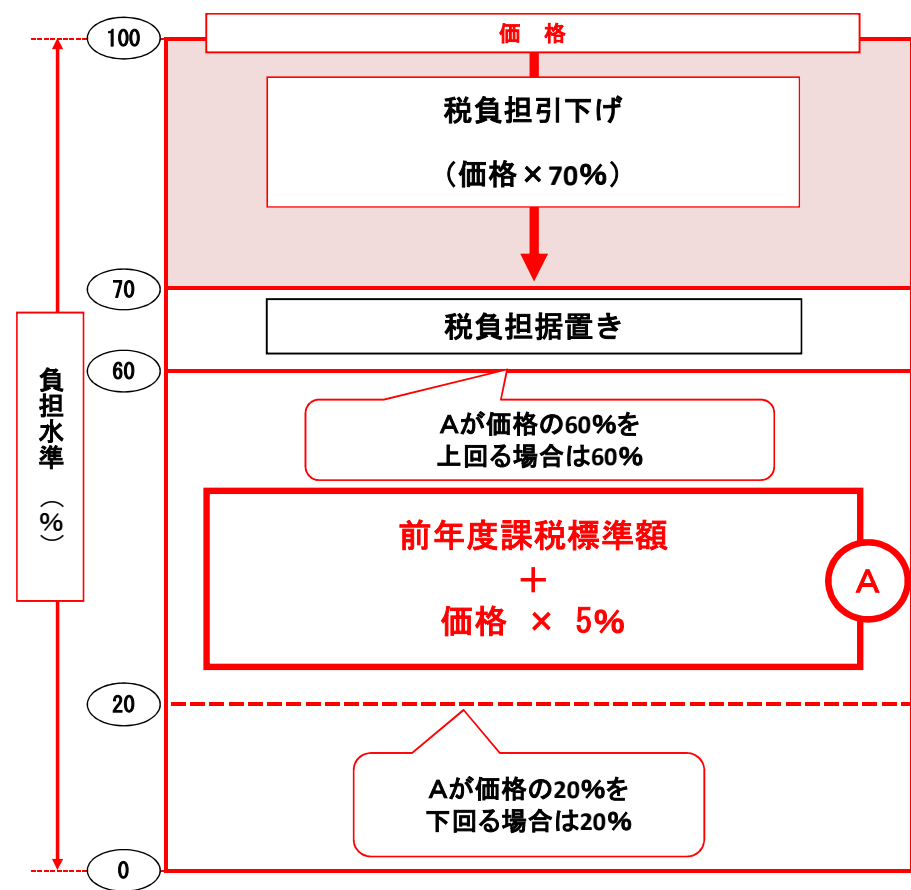 100
価　格
税負担引下げ
（価格×70%）
70
税負担据置き
60
負担水準（%）
Ａが価格の60%を
上回る場合は60%
前年度課税標準額
＋
価格　×　5%
Ａ
20
Ａが価格の20%を
下回る場合は20%
0